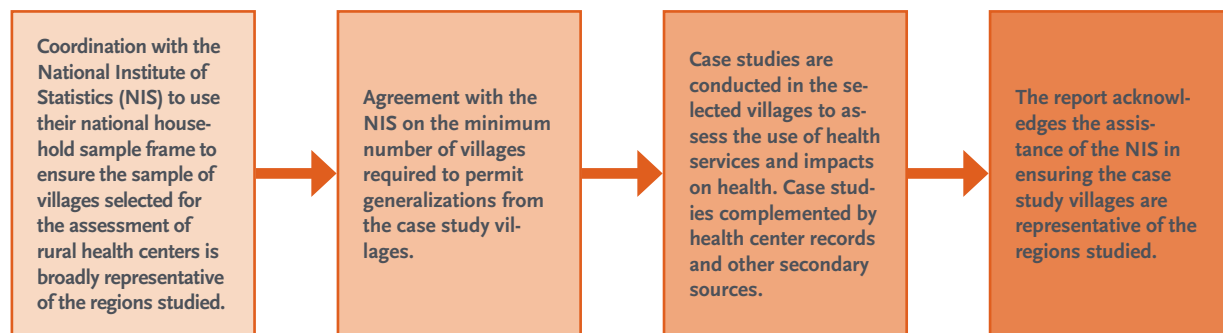 Coordination with the
National Institute of
Statistics (NIS) to use
their national house-
hold sample frame to
ensure the sample of
villages selected for
the assessment of
rural health centers is
broadly representative
of the regions studied.
Agreement with the
NIS on the minimum
number of villages
required to permit
generalizations from
the case study vil-
lages.
Case studies are
conducted in the se-
lected villages to as-
sess the use of health
services and impacts
on health. Case stud-
ies complemented by
health center records
and other secondary
sources.
The report acknowl-
edges the assis-
tance of the NIS in
ensuring the case
study villages are
representative of the
regions studied.